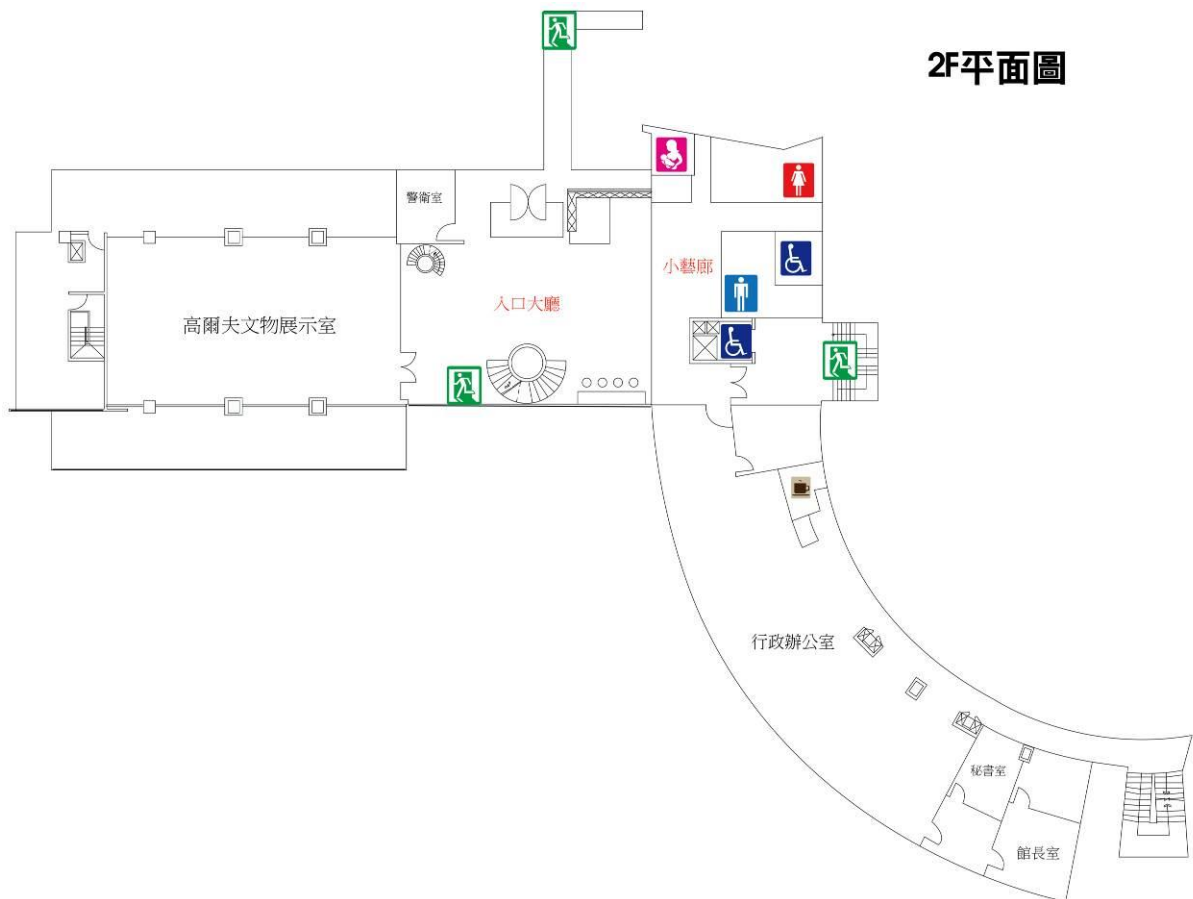 2F平面圖
警衛室
小藝廊
入口大廳
高爾夫文物展示室
行政辦公室
秘書室
館長室